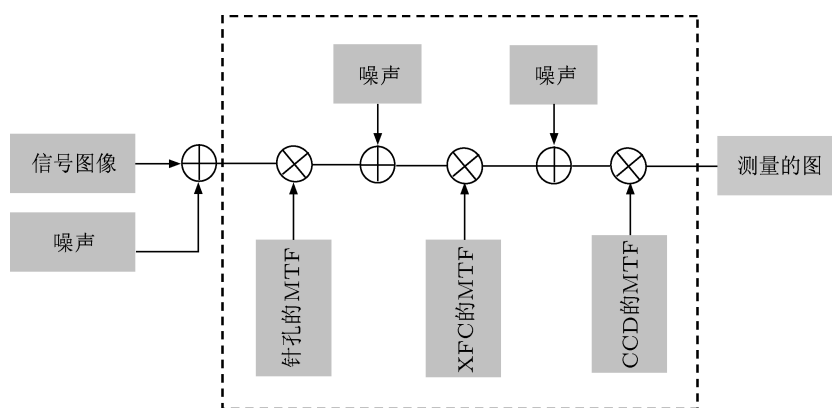 噪声
噪声
信号图像
测量的图
噪声
针孔的MTF
XFC的MTF
CCD的MTF